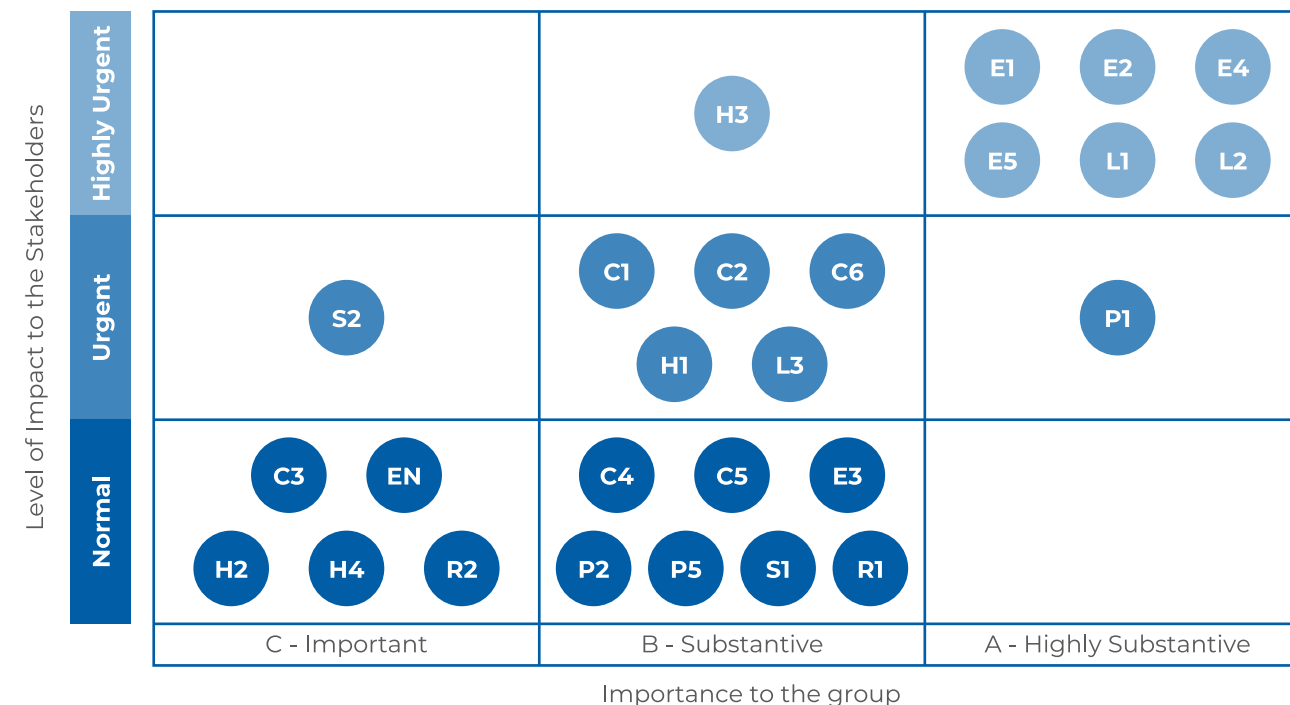 Level of Impact to the Stakeholders
Highly Urgent
H3
E1 E2 E4
E5 L1 L2
Urgent
S2
C1 C2 C6
H1 L3
P1
Normal
C3 EN
H2 H4 R2
C4 C5 E3
P2 P5 S1 R1
C - Important
B - Substantive
A - Highly Substantive
Importance to the group